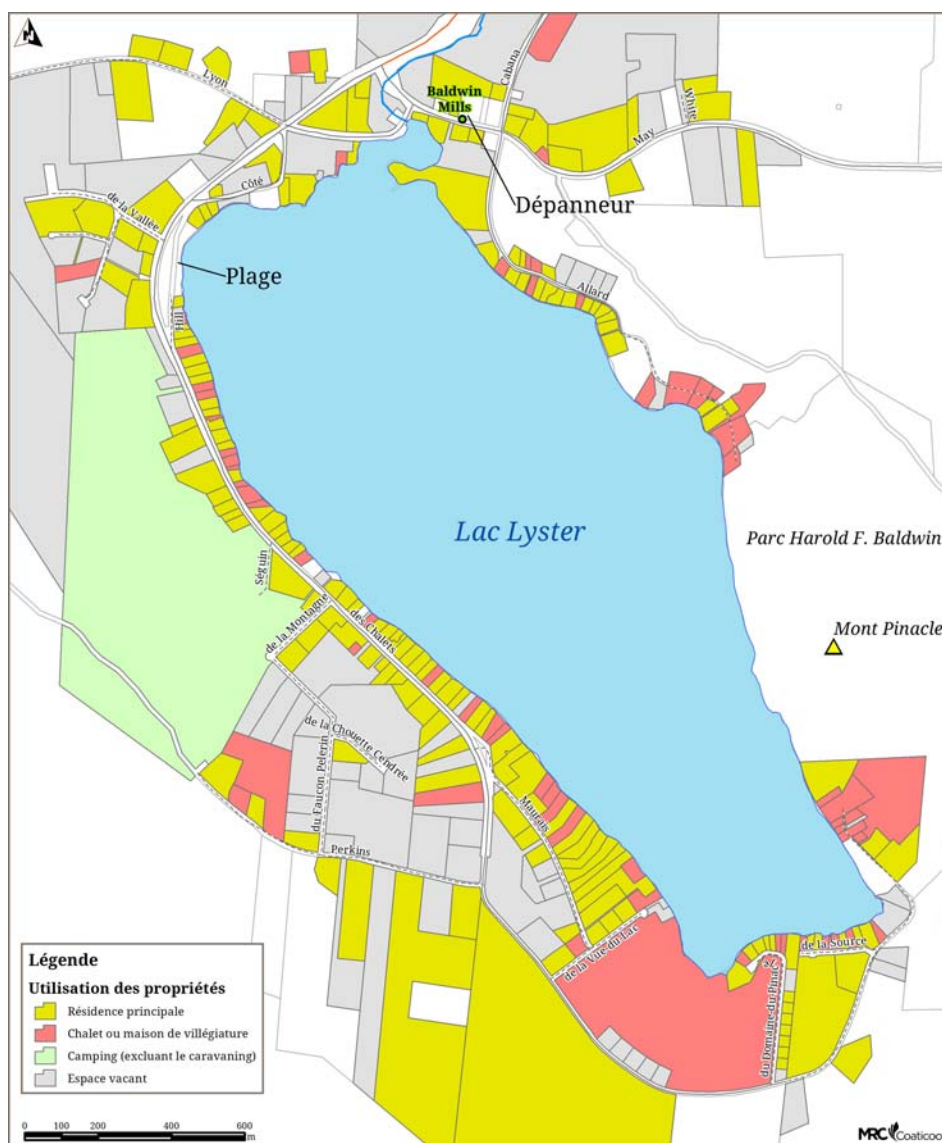 N
Lyon
Cabana
Baldwin
Mills
White
May
Côté
Dépanneur
de la Vallée
Plage
Allard
Hill
Lac Lyster
Parc Harold F. Baldwin
Séguin
de la Montagne
des Chalets
Mont Pinacle
de la Chouette Cendrée
du Faucon Pelerin
Maurais
Perkins
de la Vue du Lac
de la Source
du Domaine-du-Pinac
Légende
Utilisation des propriétés
Résidence principale
Chalet ou maison de villégiature
Camping (excluant le caravaning)
Espace vacant
0 100 200 400 600
m
MRC Coaticoo